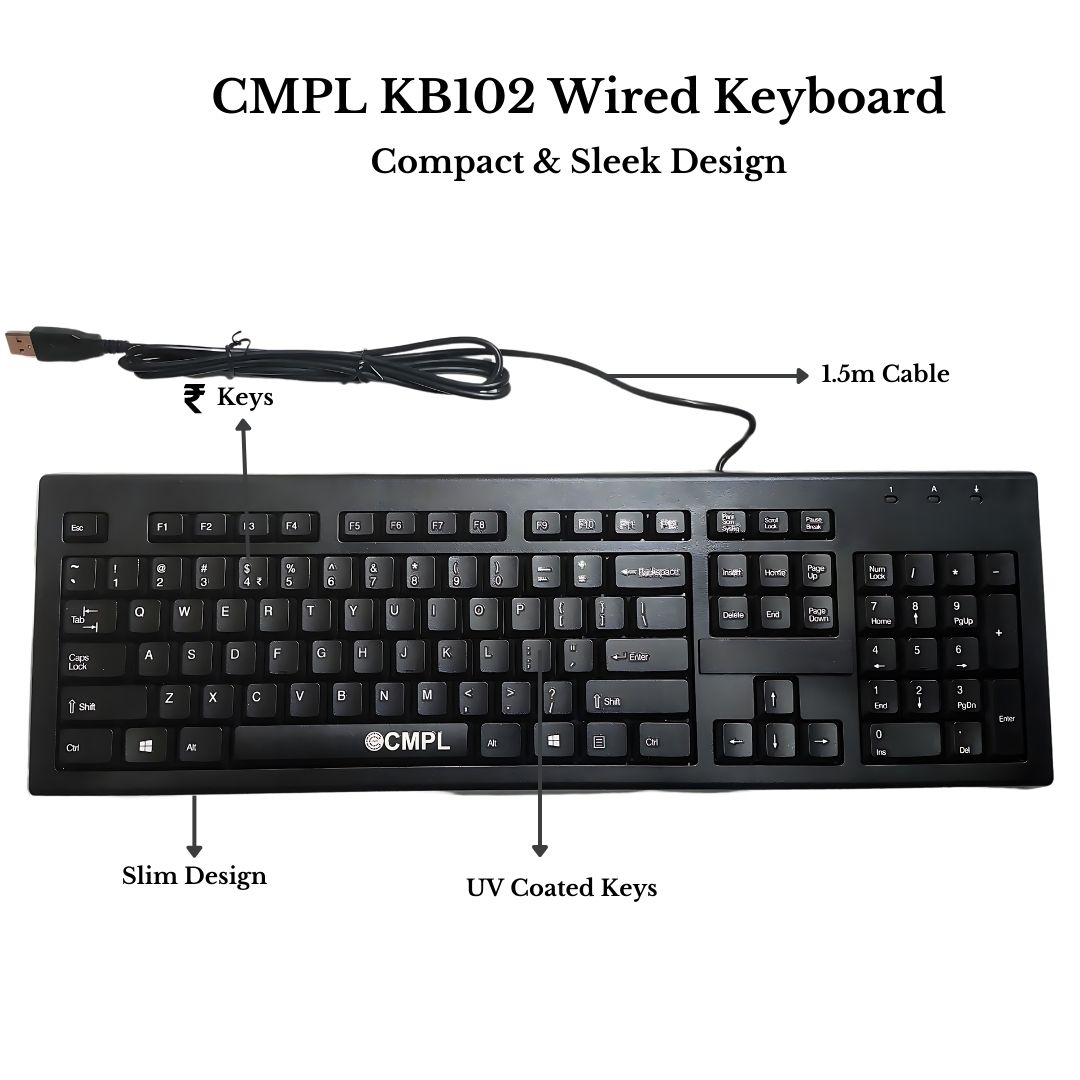 CMPL KB102 Wired Keyboard
Compact & Sleek Design
1.5m Cable
₹ Keys
1 A
Esc F1 F2 F4 F5 F6 F7 F8 F9 Scroll Lock Pause Break
~ ` ! 1 @ 2 # 3 $ 4 ₹ % 5 ^ 6 & 7 * 8 ( 9 ) 0 Backspace Insert Home Page Up Num Lock / * -
Tab Q W E R T Y U I O P Delete End Page Down 7 Home 8 9 PgUp +
Caps Lock A S D F G H J K L Enter 4 5 6
Shift Z X C V B N M < , > . ? / Shift 1 End 2 3 PgDn Enter
Ctrl Alt CMPL Alt Ctrl 0 Ins . Del
Slim Design
UV Coated Keys